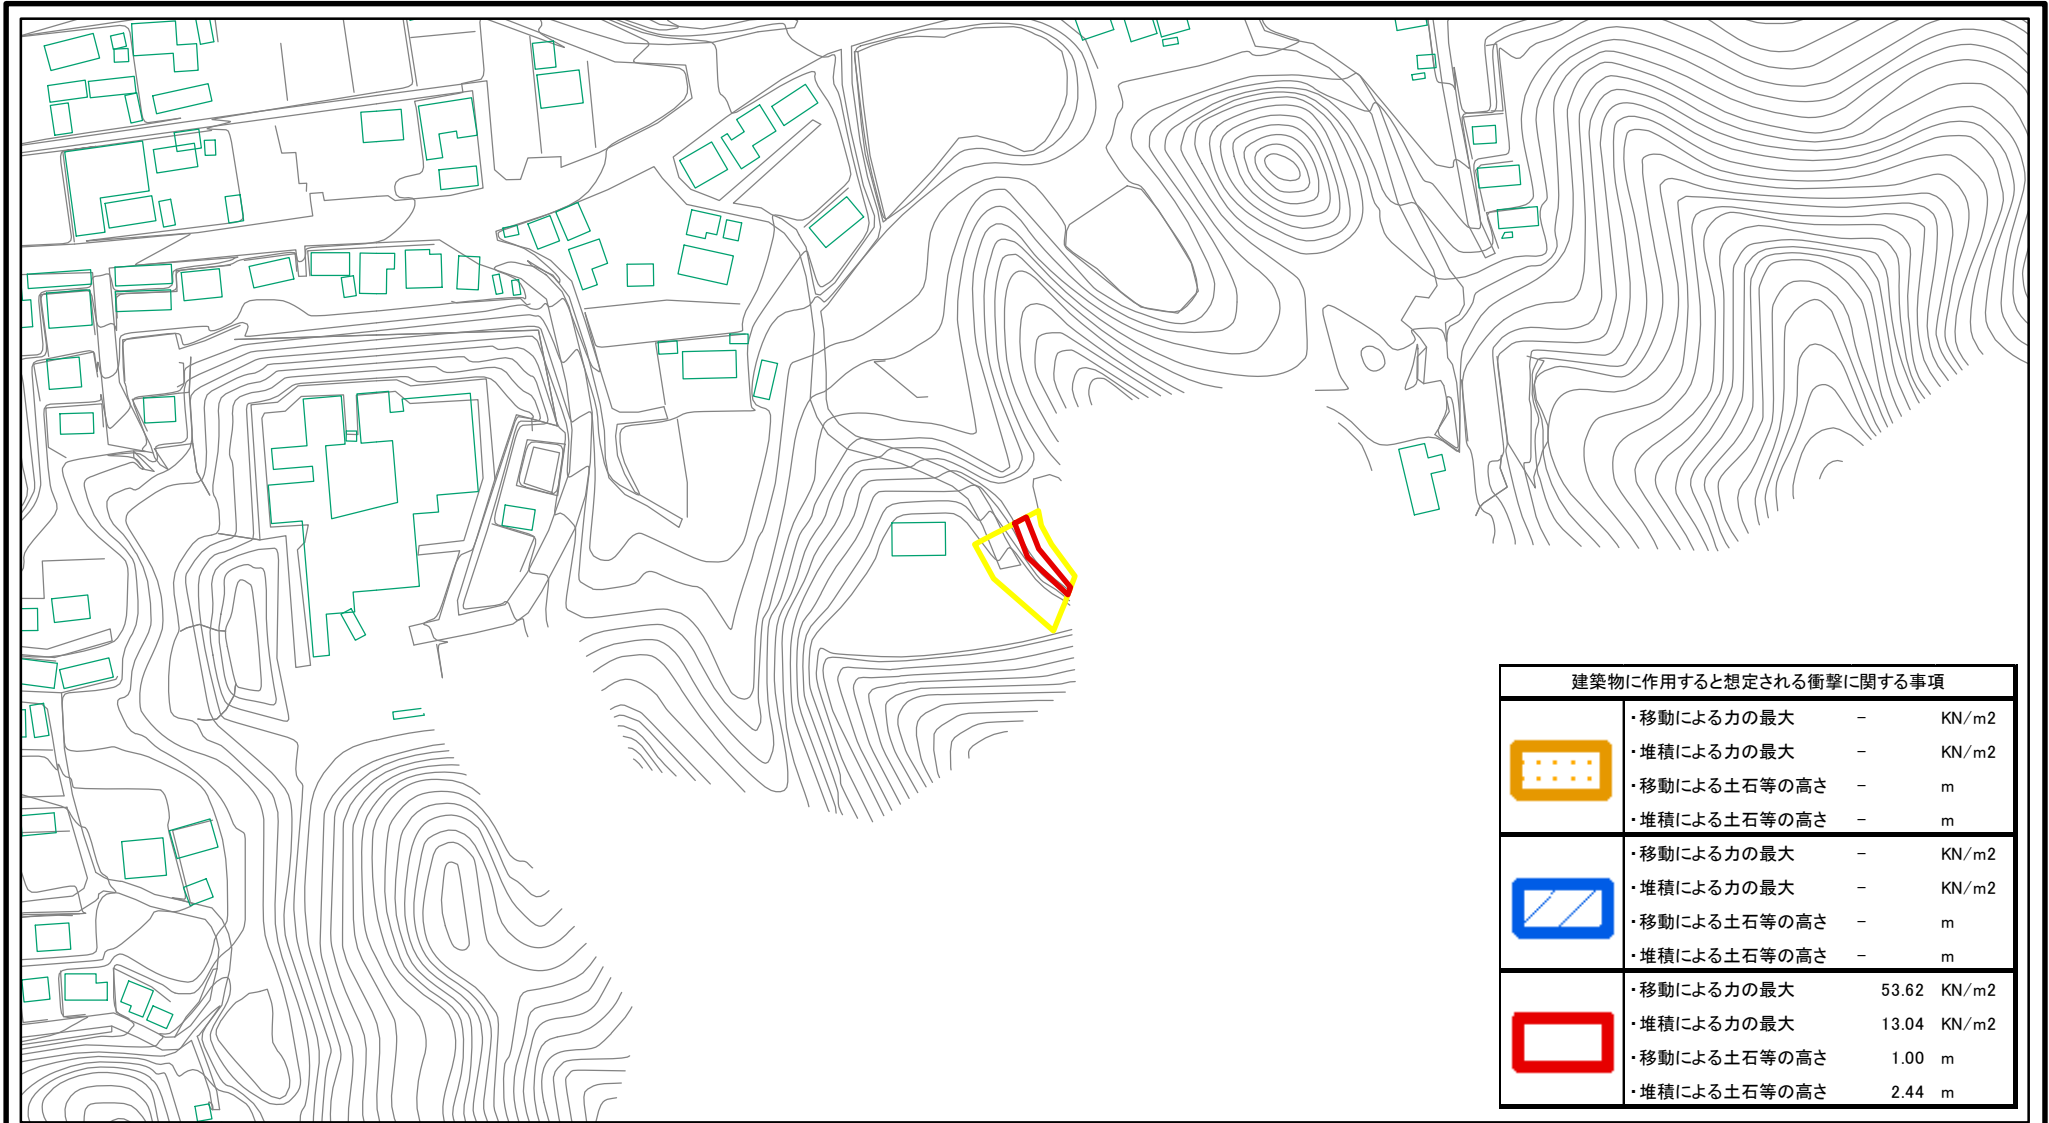 建築物に作用すると想定される衝撃に関する事項
・移動による力の最大 － KN/m2
・堆積による力の最大 － KN/m2
・移動による土石等の高さ － m
・堆積による土石等の高さ － m
・移動による力の最大 － KN/m2
・堆積による力の最大 － KN/m2
・移動による土石等の高さ － m
・堆積による土石等の高さ － m
・移動による力の最大 53.62 KN/m2
・堆積による力の最大 13.04 KN/m2
・移動による土石等の高さ 1.00 m
・堆積による土石等の高さ 2.44 m